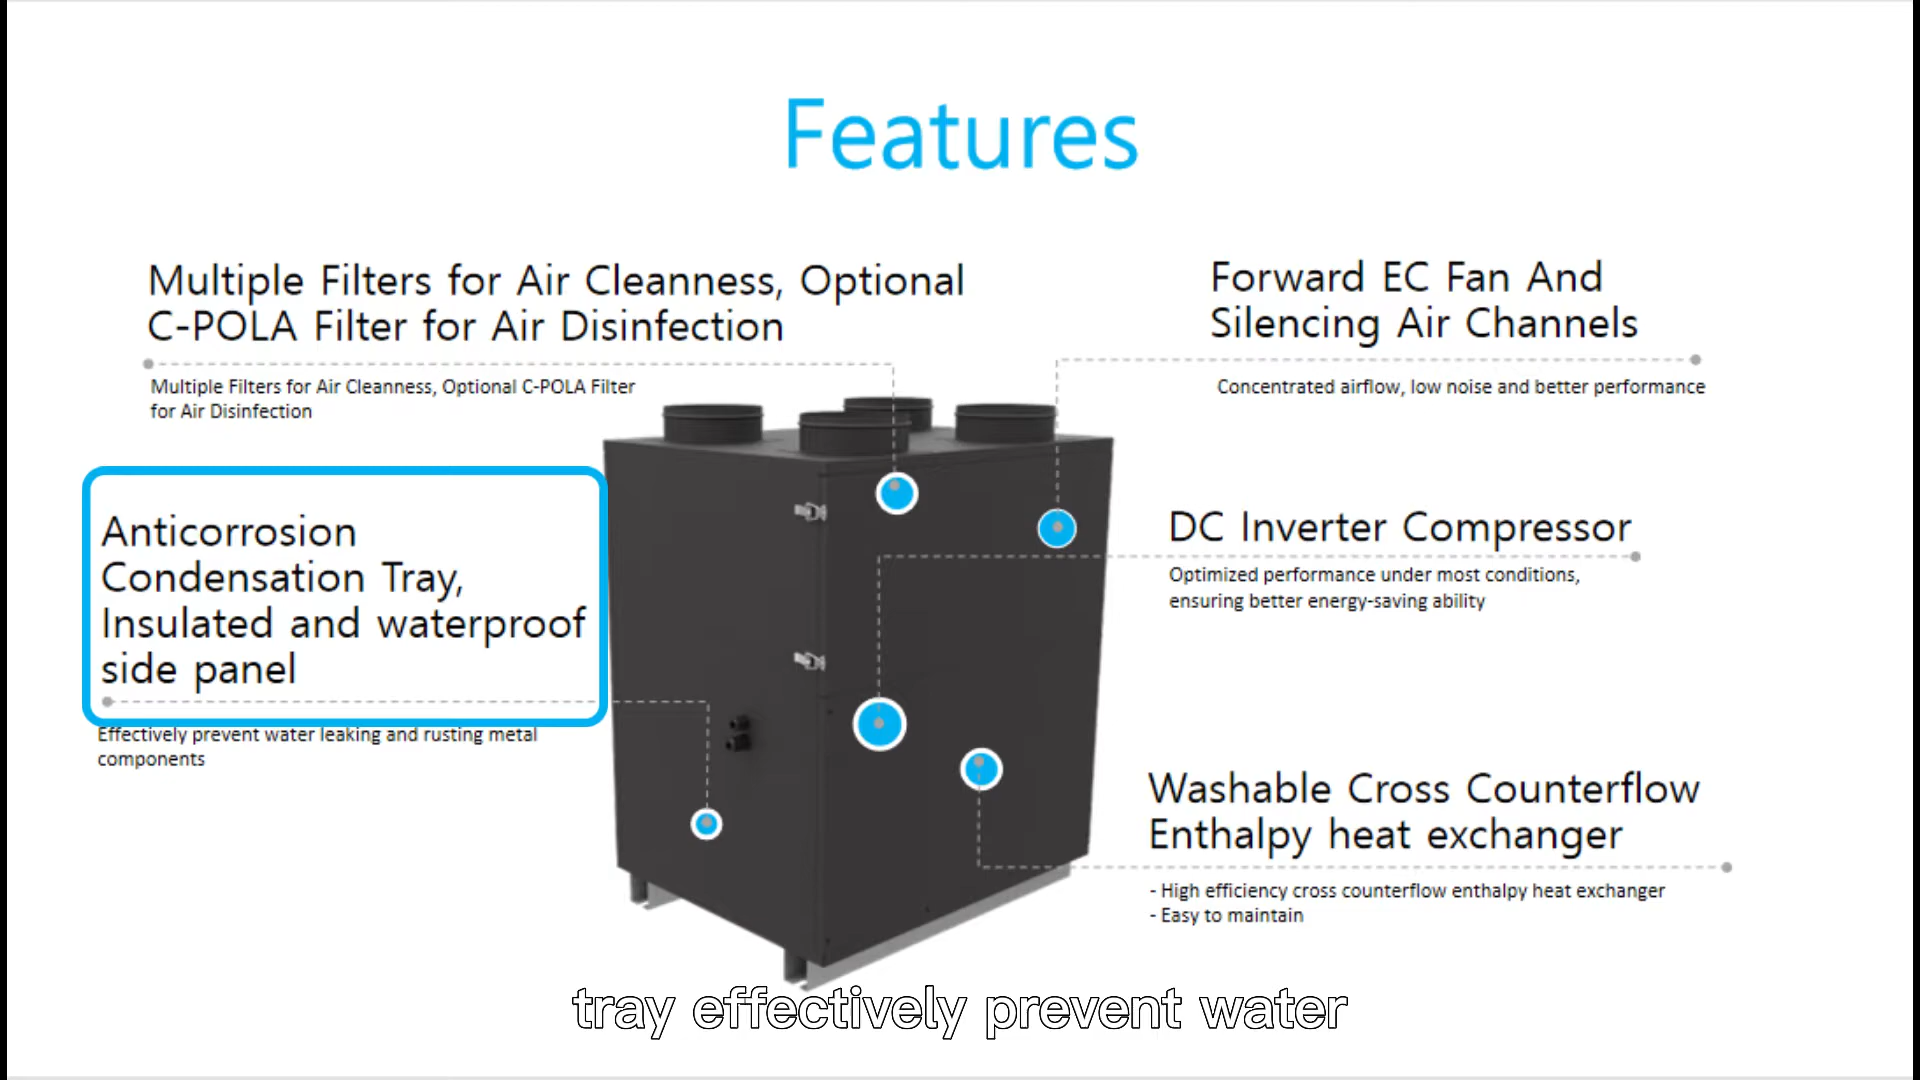 Features
Multiple Filters for Air Cleanness, Optional
C-POLA Filter for Air Disinfection
Multiple Filters for Air Cleanness, Optional C-POLA Filter
for Air Disinfection
Forward EC Fan And
Silencing Air Channels
Concentrated airflow, low noise and better performance
Anticorrosion
Condensation Tray,
Insulated and waterproof
side panel
Effectively prevent water leaking and rusting metal
components
DC Inverter Compressor
Optimized performance under most conditions,
ensuring better energy-saving ability
Washable Cross Counterflow
Enthalpy heat exchanger
- High efficiency cross counterflow enthalpy heat exchanger
- Easy to maintain
tray effectively prevent water